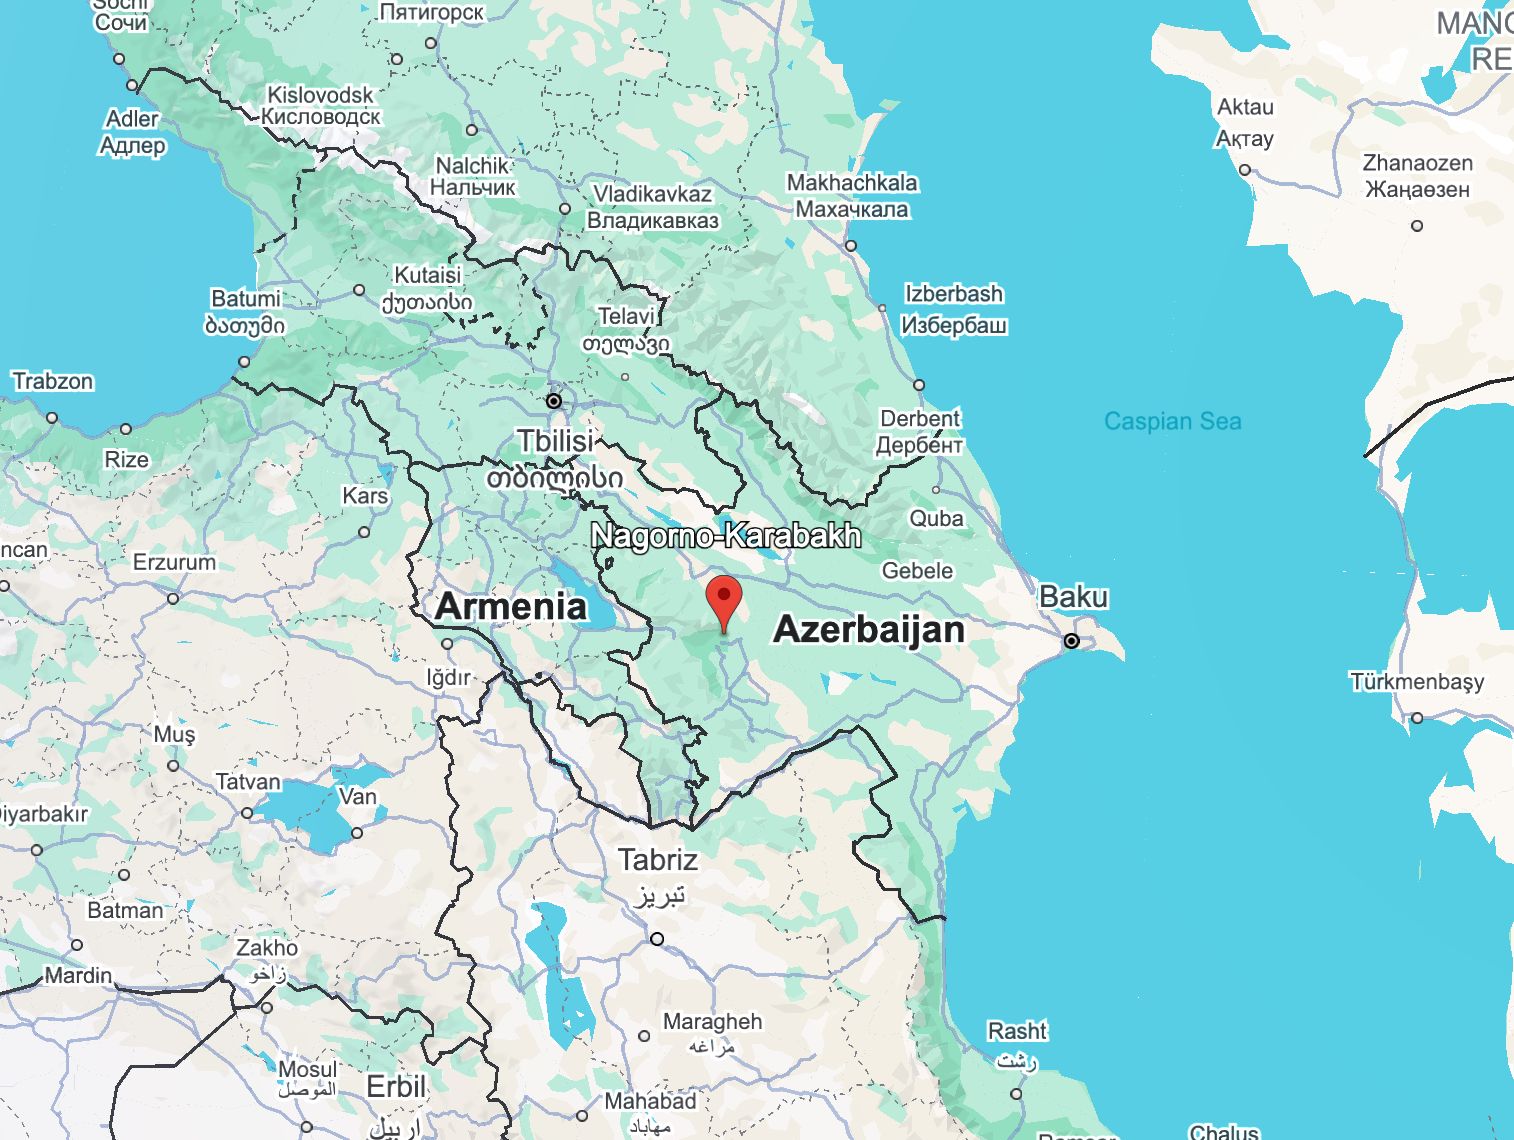 Sochi
Сочи
Пятигорск
MANG
RE
Kislovodsk
Кисловодск
Adler
Адлер
Aktau
Ақтау
Nalchik
Нальчик
Zhanaozen
Жаңаөзен
Vladikavkaz
Владикавказ
Makhachkala
Махачкала
Kutaisi
ქუთაისი
Izberbash
Избербаш
Batumi
ბათუმი
Telavi
თელავი
Trabzon
Derbent
Дербент
Caspian Sea
Rize
Tbilisi
თბილისი
Kars
Quba
Nagorno-Karabakh
ncan
Erzurum
Gebele
Armenia
Azerbaijan
Baku
Iğdır
Türkmenbaşy
Muş
Tatvan
Van
Diyarbakır
Tabriz
تبریز
Batman
Zakho
زاخو
Mardin
Maragheh
مراغه
Rasht
رشت
Mosul
الموصل
Erbil
اربيل
Mahabad
مهاباد
Ramsar
Chalus